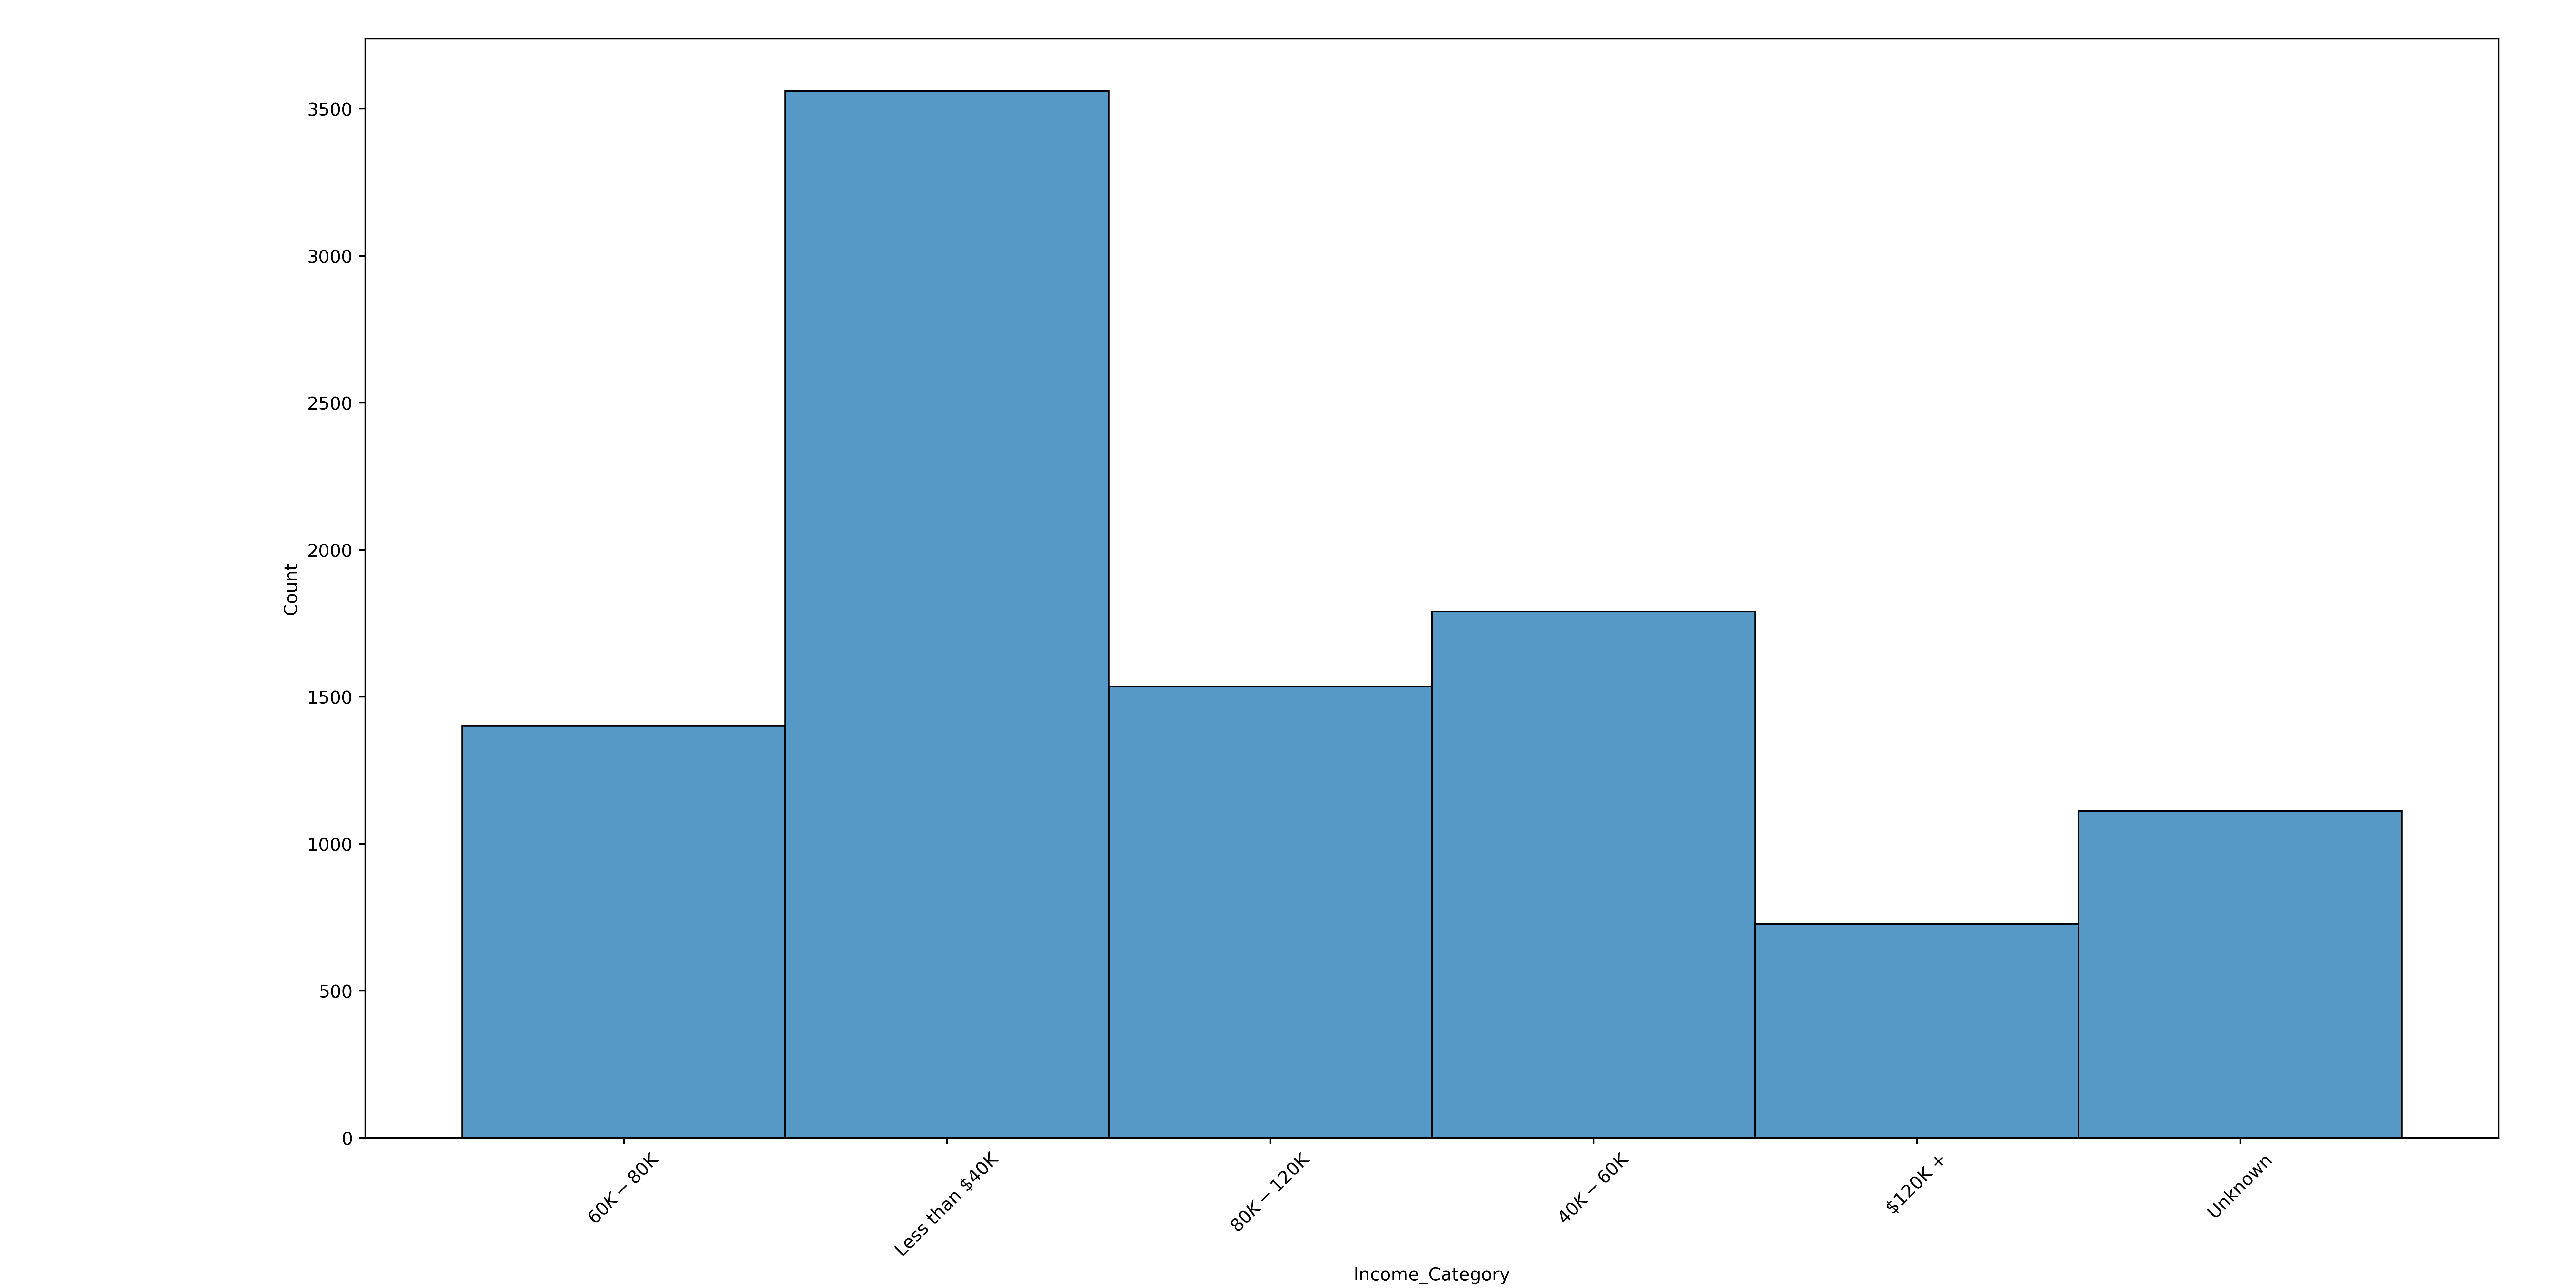 3500
3000
2500
2000
1500
1000
500
0
Count
60K − 80K
Less than $40K
80K − 120K
40K − 60K
$120K +
Unknown
Income_Category